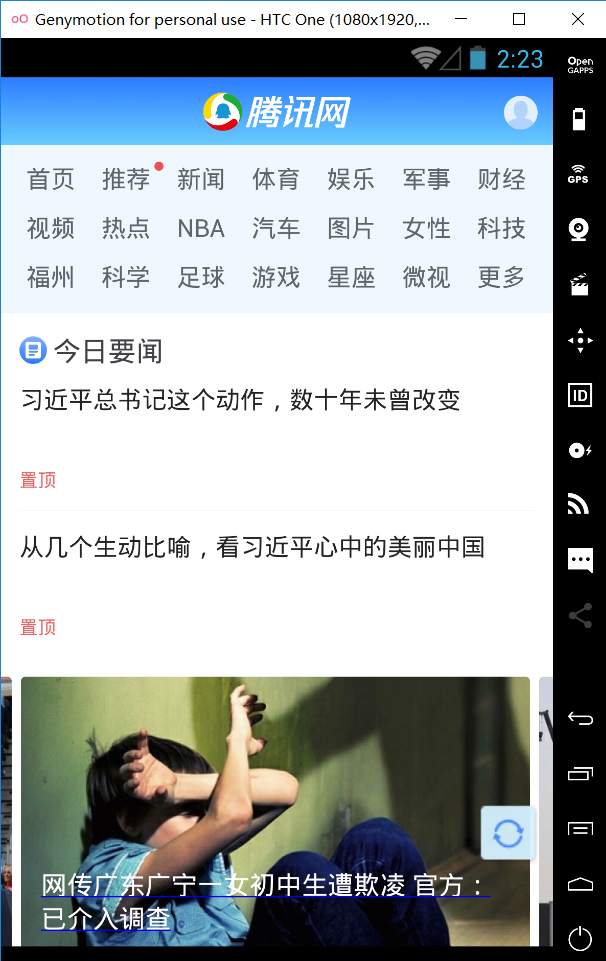 Genymotion for personal use - HTC One (1080x1920,...
2:23
Open
GAPPS
腾讯网
首页 推荐 新闻 体育 娱乐 军事 财经
GPS
视频 热点 NBA 汽车 图片 女性 科技
福州 科学 足球 游戏 星座 微视 更多
今日要闻
习近平总书记这个动作，数十年未曾改变
ID
置顶
从几个生动比喻，看习近平心中的美丽中国
置顶
网传广东广宁一女初中生遭欺凌 官方：
已介入调查